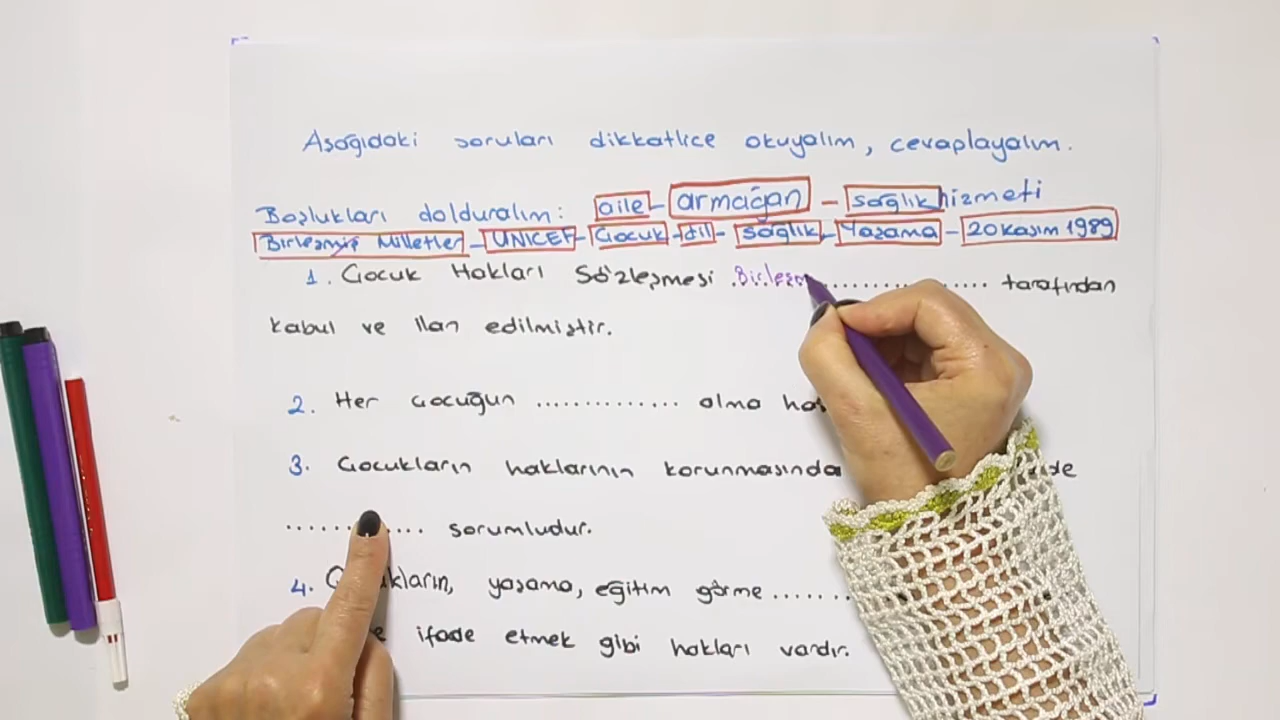 Aşağıdaki soruları dikkatlice okuyalım, cevaplayalım.
Boşlukları dolduralım: aile - armağan - sağlık hizmeti
Birleşmiş Milletler - UNICEF - Çocuk - dil - sağlık - Yaşama - 20 Kasım 1989
1. Çocuk Hakları Sözleşmesi .Birleşm............... tarafından
kabul ve ilan edilmiştir.
2. Her çocuğun .............. olma
3. Çocukların haklarının korunmasında
.............. sorumludur.
4. yaşama, eğitim görme .......
ifade etmek gibi hakları vardır.